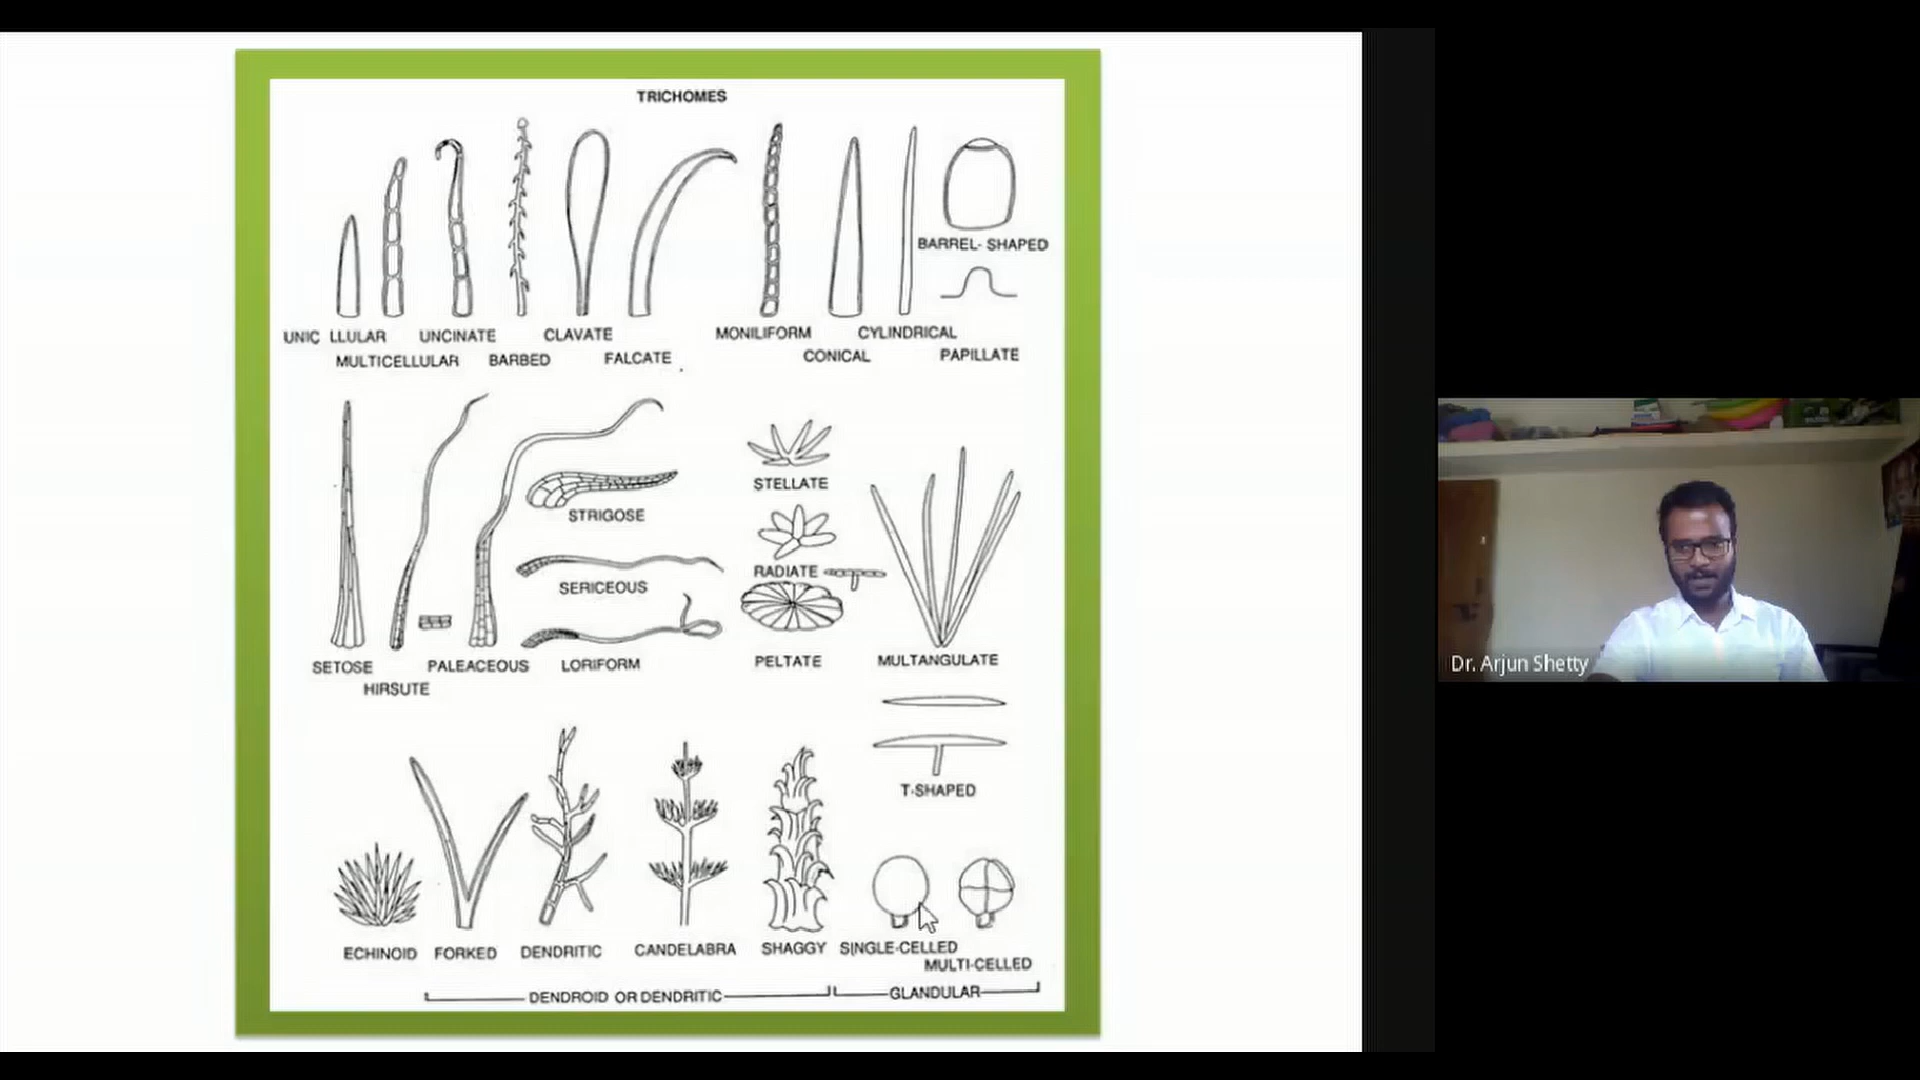 TRICHOMES
BARREL- SHAPED
UNIC LLULAR UNCINATE CLAVATE MONILIFORM CYLINDRICAL
MULTICELLULAR BARBED FALCATE CONICAL PAPILLATE
STELLATE
STRIGOSE
RADIATE
SERICEOUS
SETOSE PALEACEOUS LORIFORM PELTATE MULTANGULATE
HIRSUTE
T-SHAPED
ECHINOID FORKED DENDRITIC CANDELABRA SHAGGY SINGLE-CELLED
MULTI-CELLED
DENDROID OR DENDRITIC GLANDULAR
Dr. Arjun Shetty